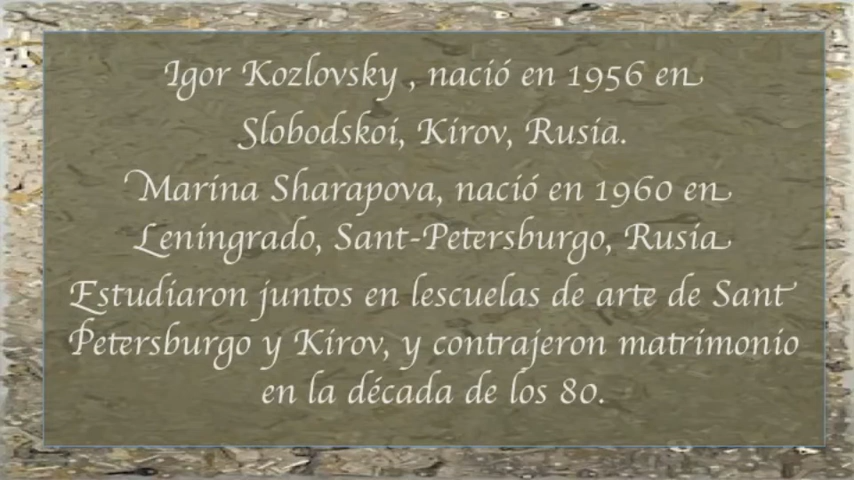 Igor Kozlovsky , nació en 1956 en
Slobodskoi, Kirov, Rusia.
Marina Sharapova, nació en 1960 en
Leningrado, Sant-Petersburgo, Rusia
Estudiaron juntos en lescuelas de arte de Sant
Petersburgo y Kirov, y contrajeron matrimonio
en la década de los 80.